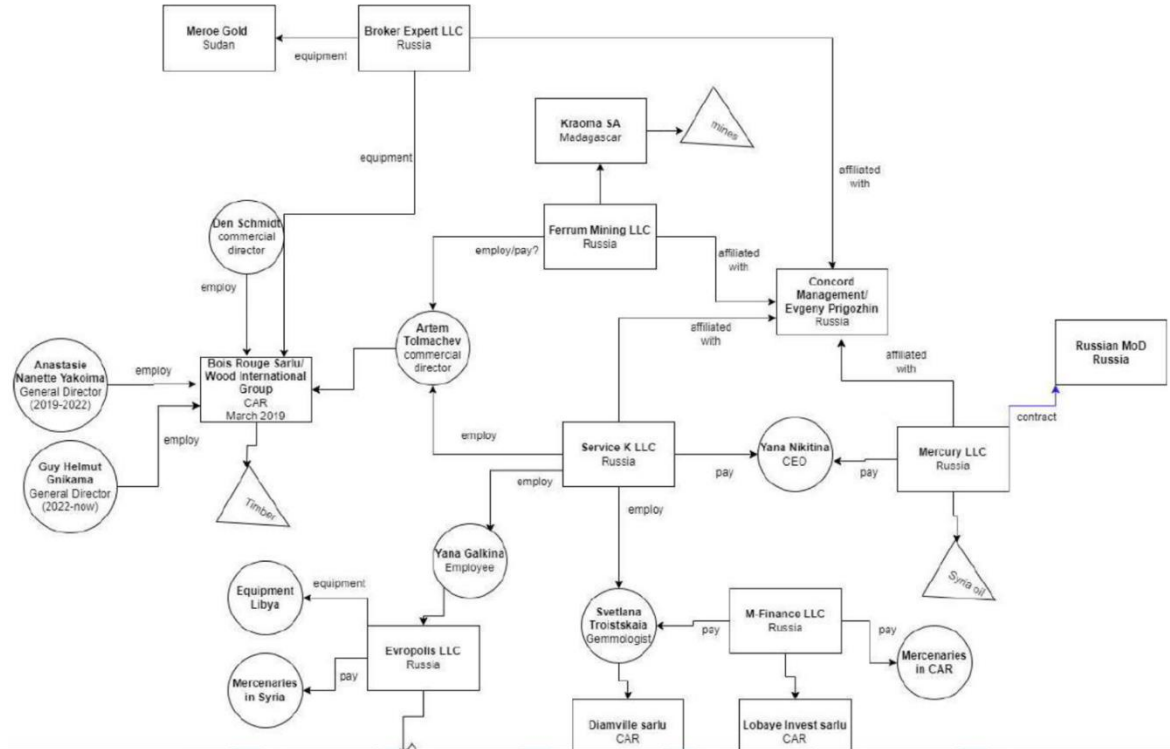 Meroe Gold
Sudan
equipment
Broker Expert LLC
Russia
equipment
affiliated
with
Kraoma SA
Madagascar
mines
Den Schmidt
commercial
director
employ
Ferrum Mining LLC
Russia
employ/pay?
affiliated
with
Concord
Management/
Evgeny Prigozhin
Russia
Artem
Tolmachev
commercial
director
affiliated
with
Russian MoD
Russia
Anastasie
Nanette Yakoima
General Director
(2019-2022)
employ
Bois Rouge Sarlu/
Wood International
Group
CAR
March 2019
affiliated
with
contract
Guy Helmut
Gnikama
General Director
(2022-now)
employ
Timber
employ
Service K LLC
Russia
pay
Yana Nikitina
CEO
pay
Mercury LLC
Russia
employ
employ
Syria oil
Yana Galkina
Employee
Equipment
Libya
equipment
Evropolis LLC
Russia
Mercenaries
in Syria
pay
Svetlana
Troistskaia
Gemmologist
pay
M-Finance LLC
Russia
pay
Mercenaries
in CAR
Diamville sarlu
CAR
Lobaye Invest sarlu
CAR